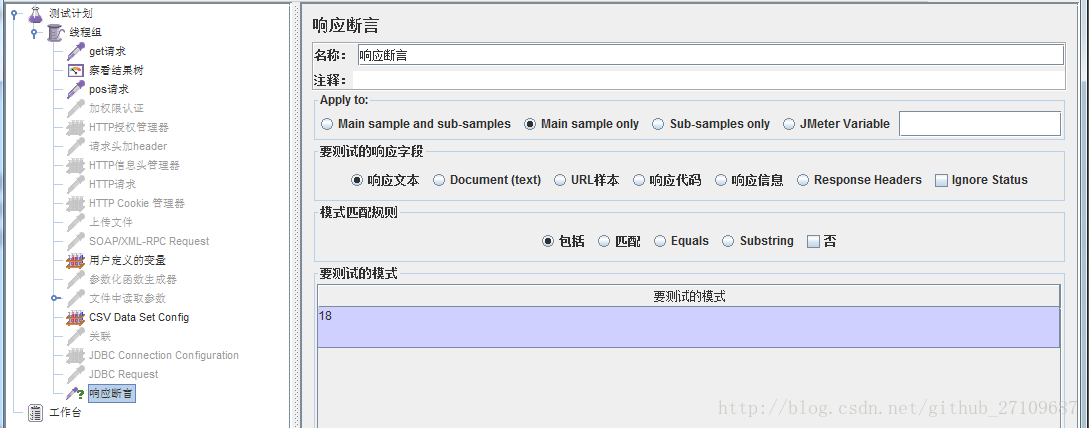 测试计划
线程组
get请求
察看结果树
pos请求
加权限认证
HTTP授权管理器
请求头加header
HTTP信息头管理器
HTTP请求
HTTP Cookie 管理器
上传文件
SOAP/XML-RPC Request
用户定义的变量
参数化函数生成器
文件中读取参数
CSV Data Set Config
关联
JDBC Connection Configuration
JDBC Request
响应断言
工作台
响应断言
名称： 响应断言
注释：
Apply to:
Main sample and sub-samples Main sample only Sub-samples only JMeter Variable
要测试的响应字段
响应文本 Document (text) URL样本 响应代码 响应信息 Response Headers Ignore Status
模式匹配规则
包括 匹配 Equals Substring 否
要测试的模式
要测试的模式
18
http://blog.csdn.net/github_27109687